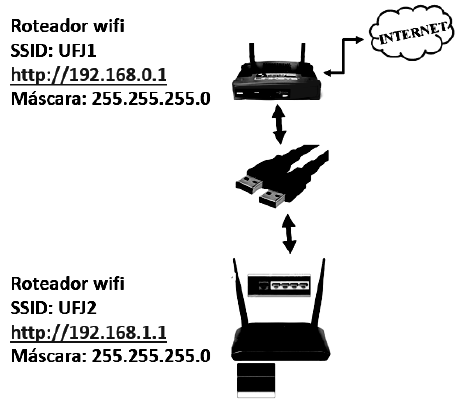 Roteador wifi
SSID: UFJ1
http://192.168.0.1
Máscara: 255.255.255.0
INTERNET
Roteador wifi
SSID: UFJ2
http://192.168.1.1
Máscara: 255.255.255.0